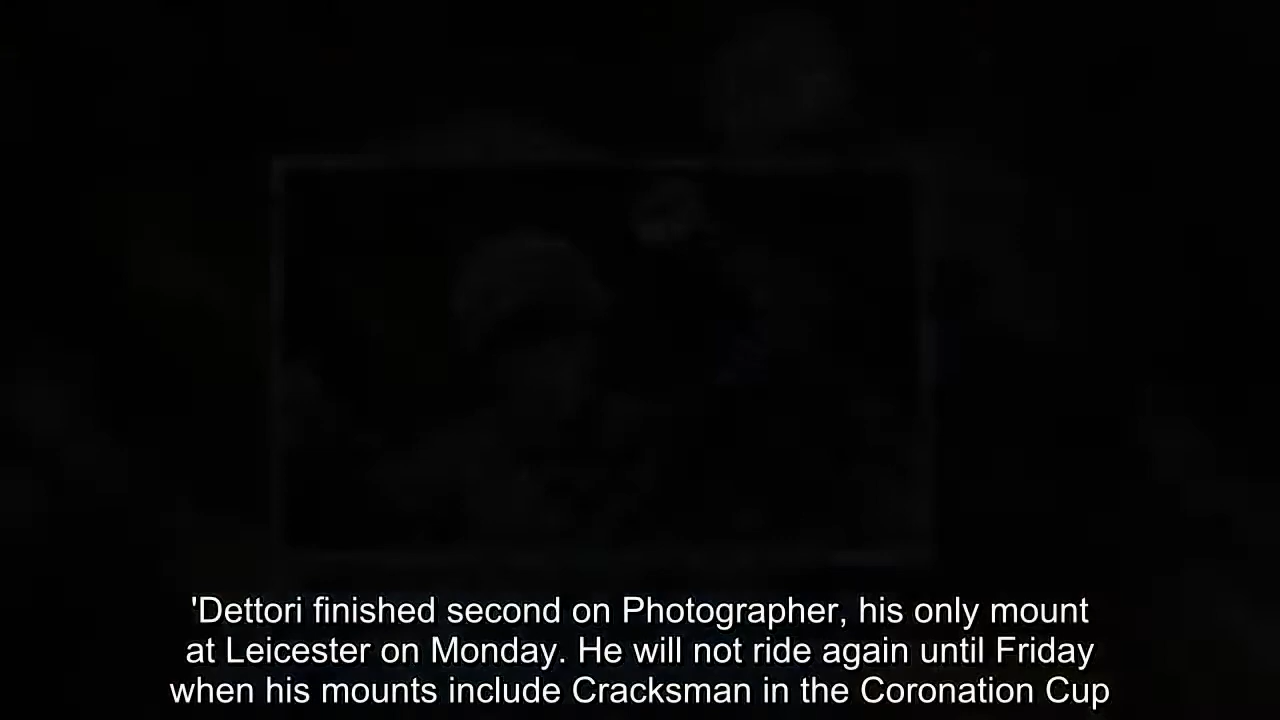 'Dettori finished second on Photographer, his only mount
at Leicester on Monday. He will not ride again until Friday
when his mounts include Cracksman in the Coronation Cup